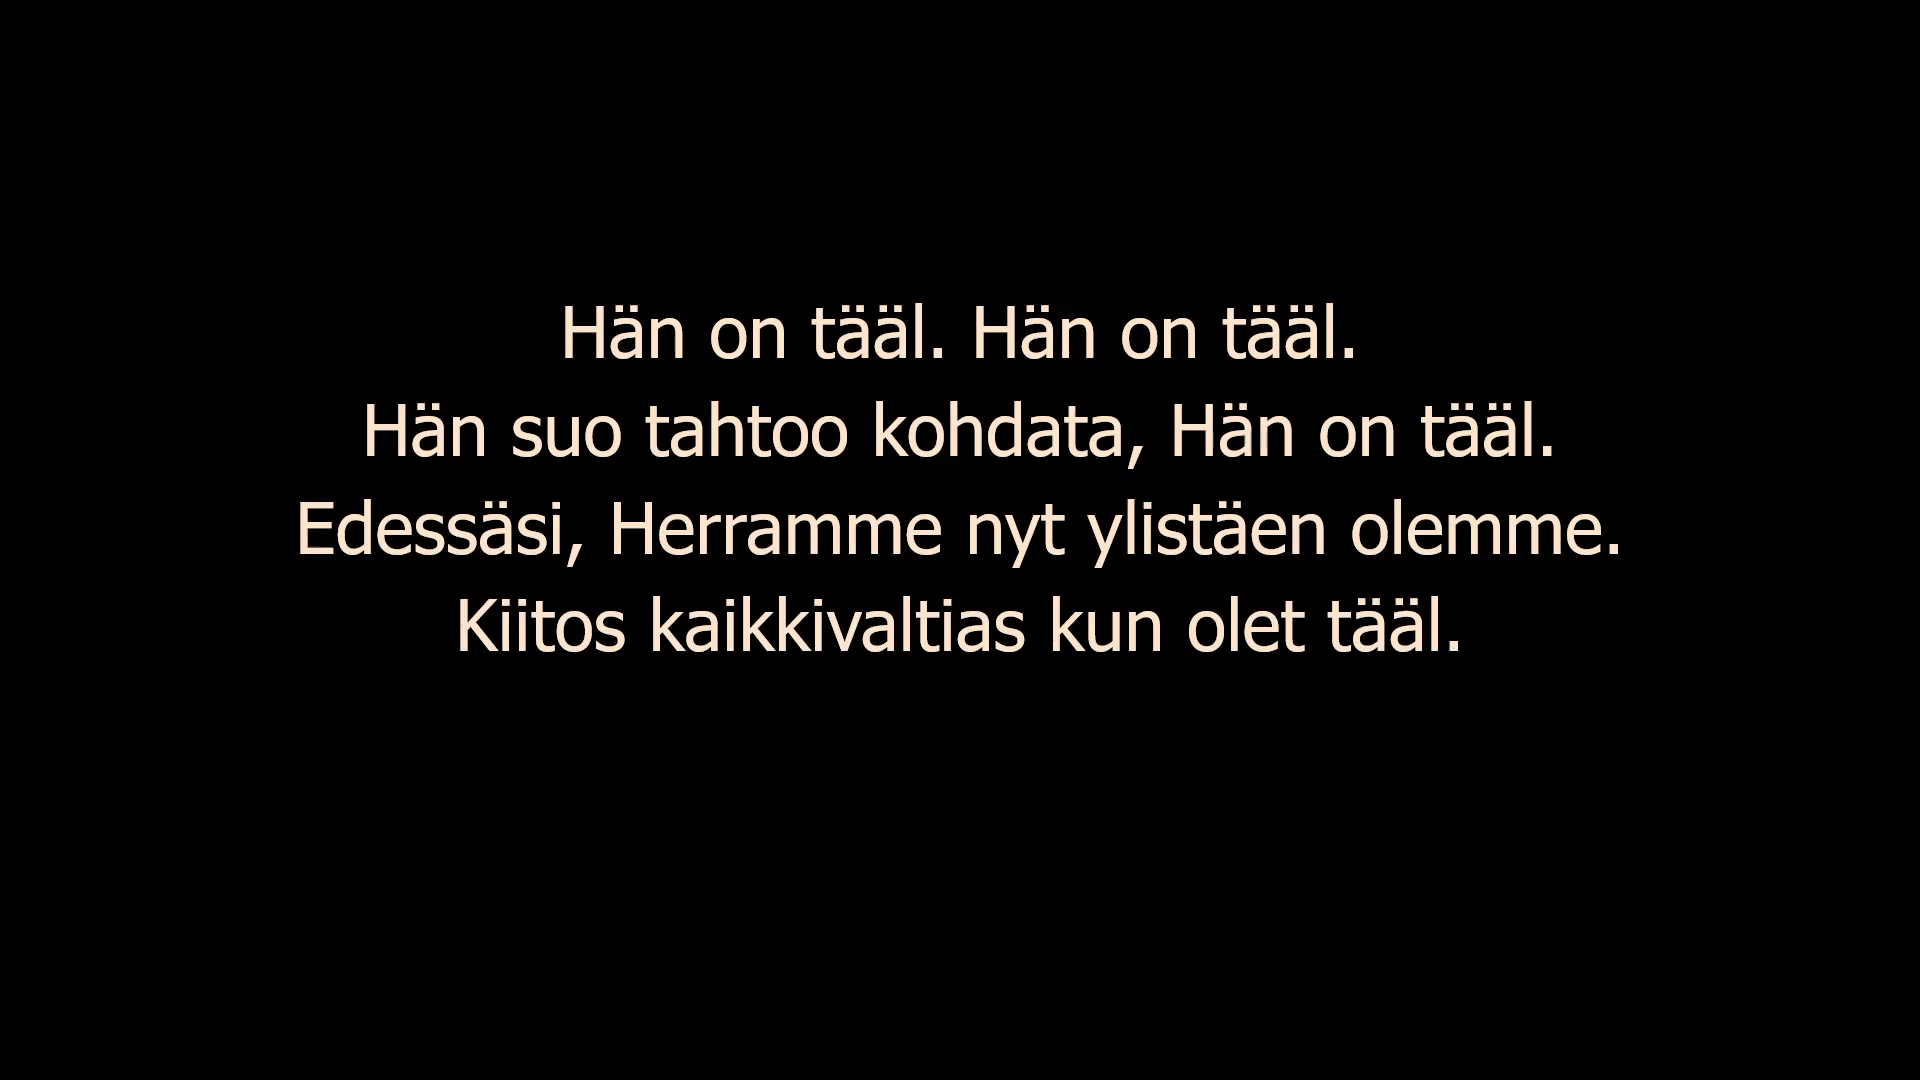 Hän on tääl. Hän on tääl.
Hän suo tahtoo kohdata, Hän on tääl.
Edessäsi, Herramme nyt ylistäen olemme.
Kiitos kaikkivaltias kun olet tääl.